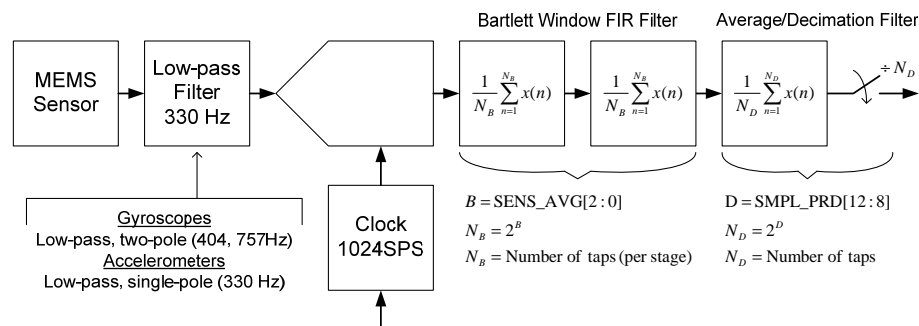 Bartlett Window FIR Filter
Average/Decimation Filter
MEMS
Sensor
Low-pass
Filter
330 Hz
1/N_B ∑_{n=1}^{N_B} x(n)
1/N_B ∑_{n=1}^{N_B} x(n)
1/N_D ∑_{n=1}^{N_D} x(n)
÷ N_D
Gyroscopes
Low-pass, two-pole (404, 757Hz)
Accelerometers
Low-pass, single-pole (330 Hz)
Clock
1024SPS
B = SENS_AVG[2 : 0]
N_B = 2^B
N_B = Number of taps (per stage)
D = SMPL_PRD[12 : 8]
N_D = 2^D
N_D = Number of taps